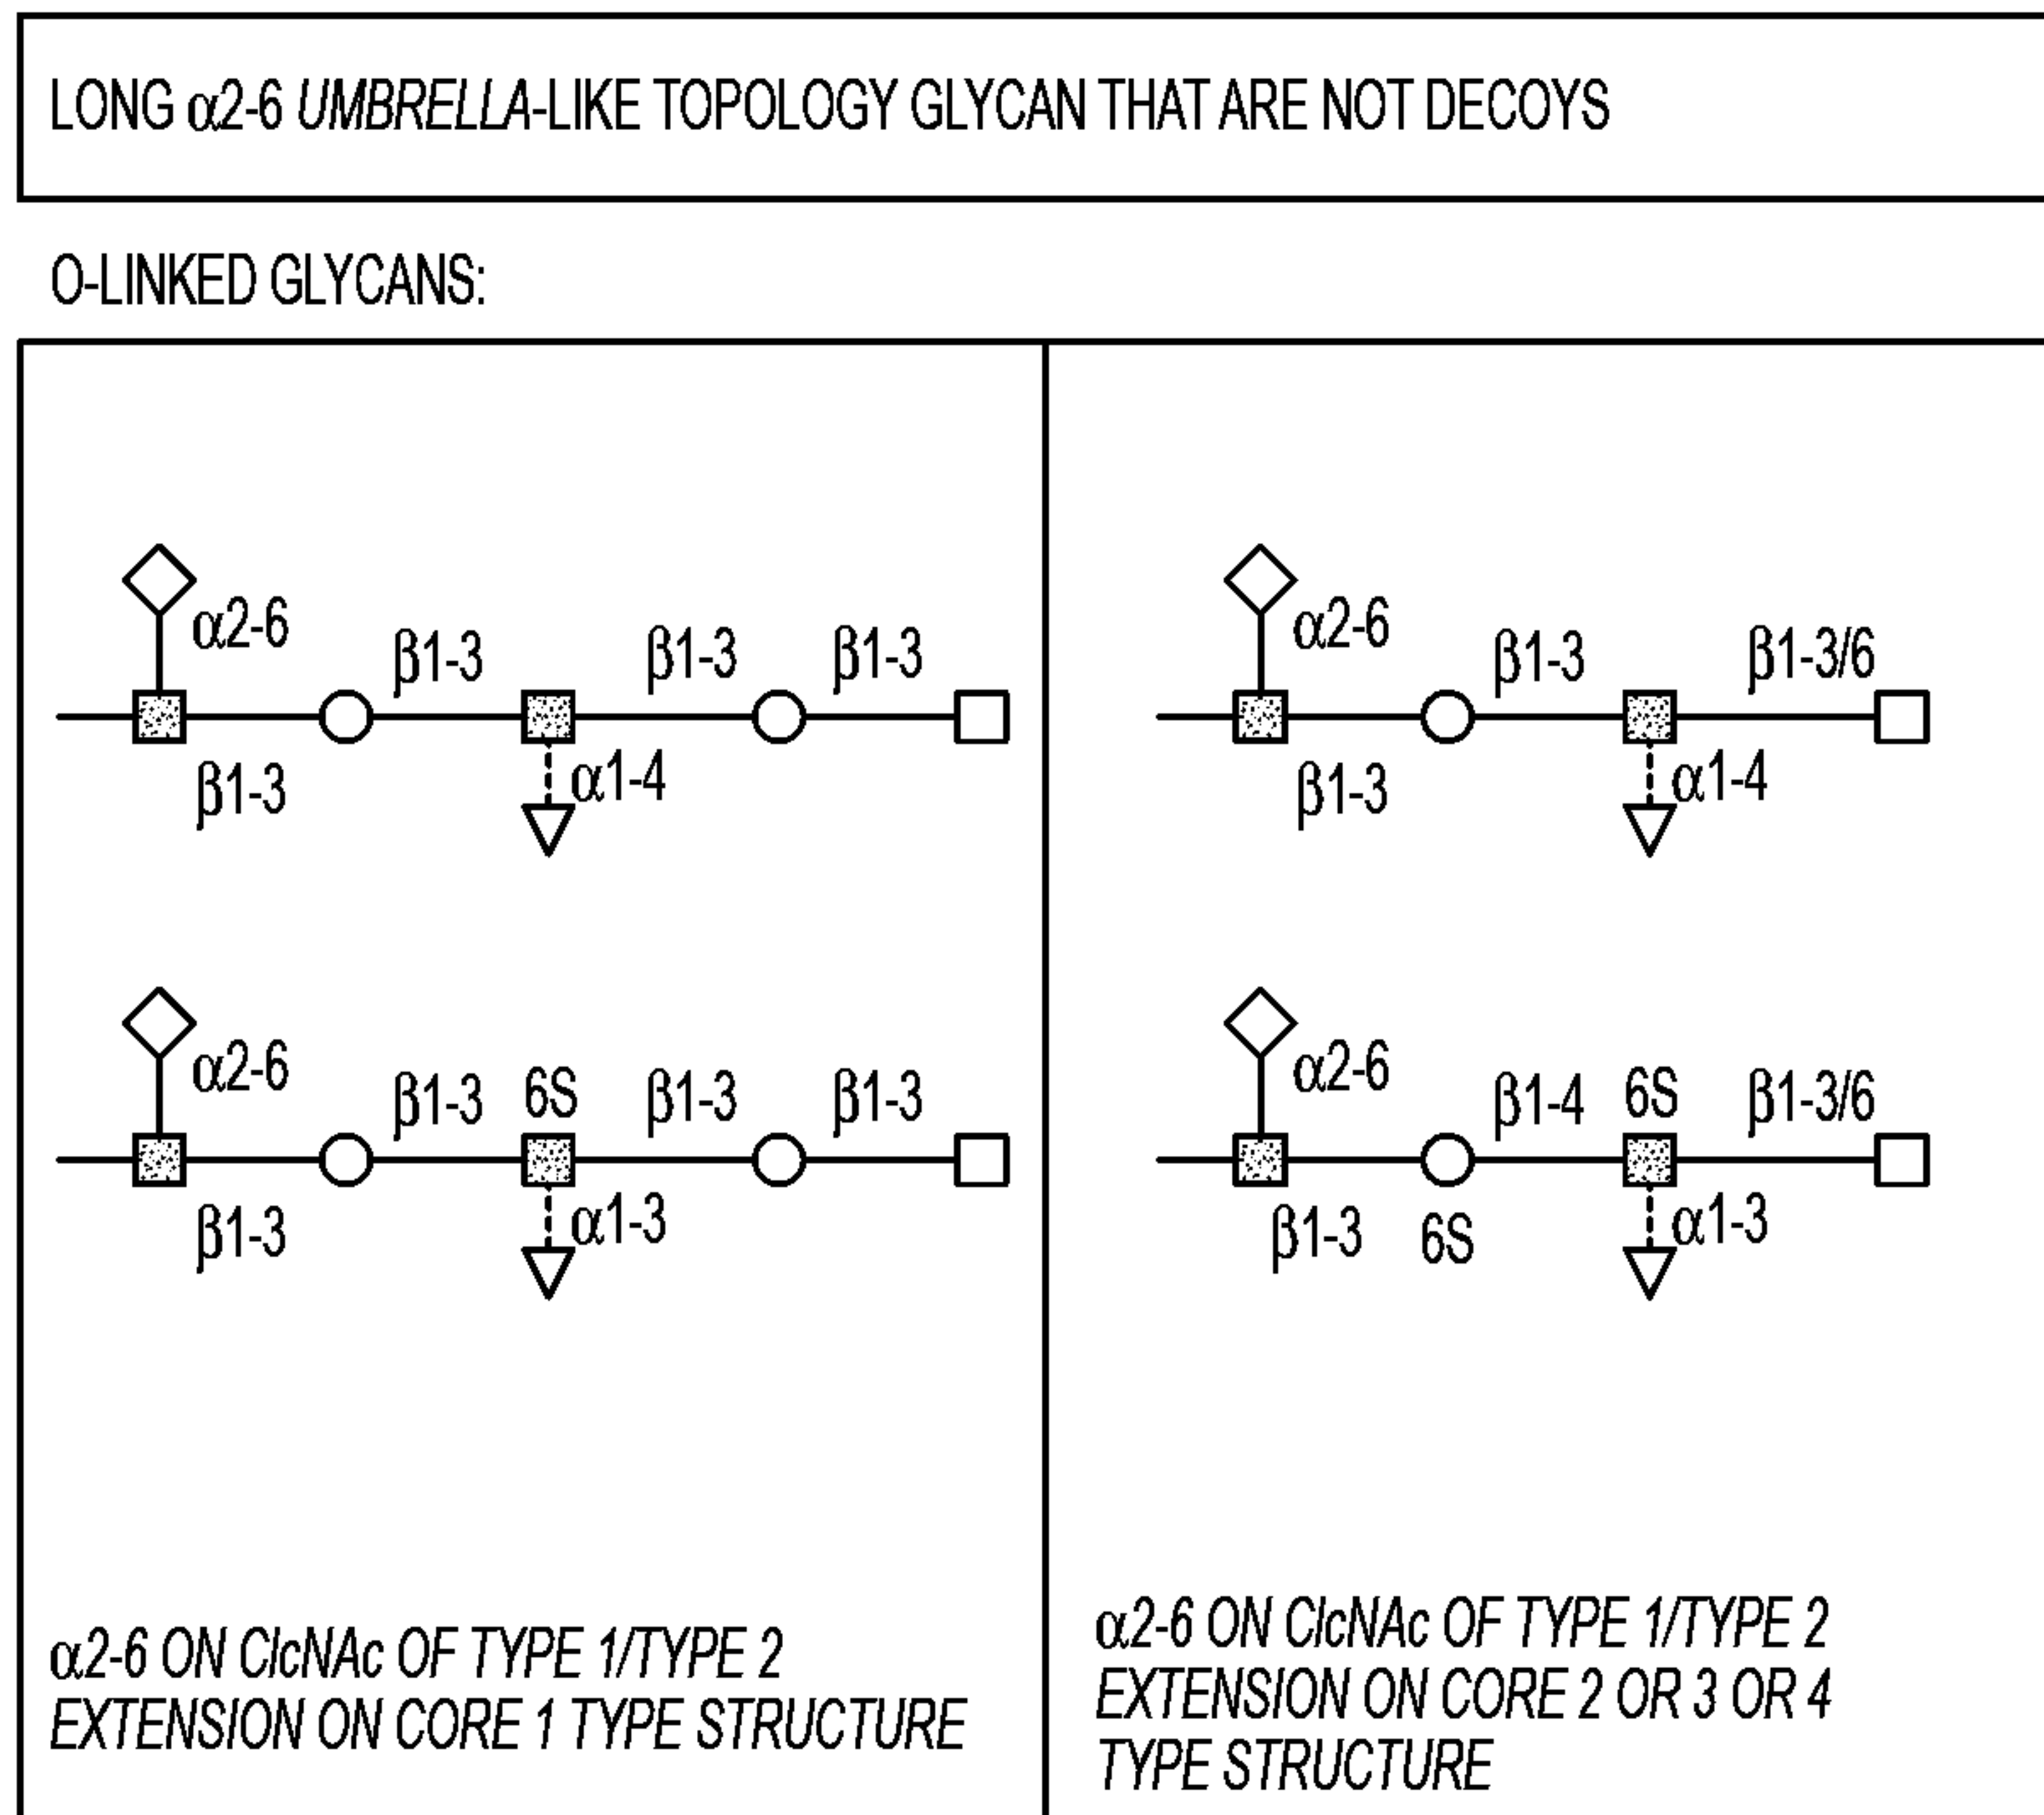 LONG α2-6 UMBRELLA-LIKE TOPOLOGY GLYCAN THAT ARE NOT DECOYS
O-LINKED GLYCANS:
α2-6
β1-3
β1-3
β1-3
β1-3
α1-4
α2-6
β1-3
6S
β1-3
β1-3
β1-3
α1-3
α2-6 ON ClcNAc OF TYPE 1/TYPE 2
EXTENSION ON CORE 1 TYPE STRUCTURE
α2-6
β1-3
β1-3/6
β1-3
α1-4
α2-6
β1-4
6S
β1-3/6
β1-3
6S
α1-3
α2-6 ON ClcNAc OF TYPE 1/TYPE 2
EXTENSION ON CORE 2 OR 3 OR 4
TYPE STRUCTURE